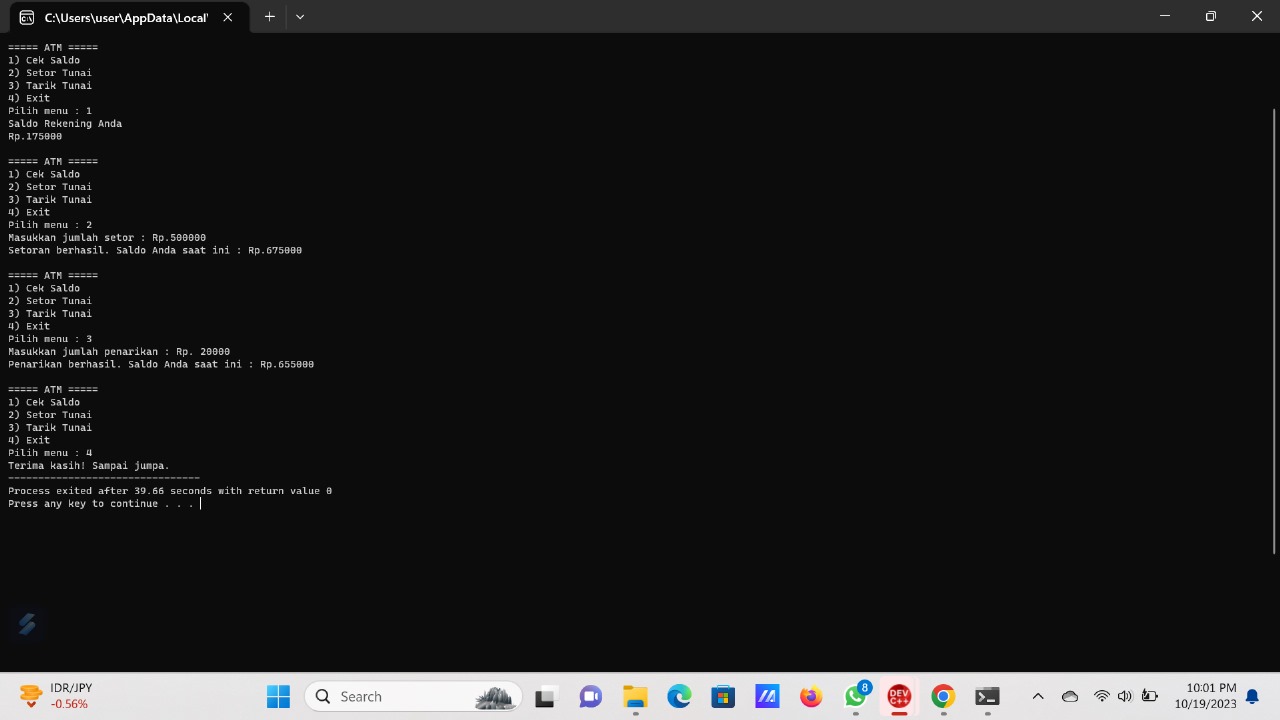 C:\Users\user\AppData\Local'
===== ATM =====
1) Cek Saldo
2) Setor Tunai
3) Tarik Tunai
4) Exit
Pilih menu : 1
Saldo Rekening Anda
Rp.175000
===== ATM =====
1) Cek Saldo
2) Setor Tunai
3) Tarik Tunai
4) Exit
Pilih menu : 2
Masukkan jumlah setor : Rp.500000
Setoran berhasil. Saldo Anda saat ini : Rp.675000
===== ATM =====
1) Cek Saldo
2) Setor Tunai
3) Tarik Tunai
4) Exit
Pilih menu : 3
Masukkan jumlah penarikan : Rp. 20000
Penarikan berhasil. Saldo Anda saat ini : Rp.655000
===== ATM =====
1) Cek Saldo
2) Setor Tunai
3) Tarik Tunai
4) Exit
Pilih menu : 4
Terima kasih! Sampai jumpa.
--------------------------------
Process exited after 39.66 seconds with return value 0
Press any key to continue . . .
IDR/JPY
-0.56%
Search
8
DEV
C++
10:01 PM
10/19/2023